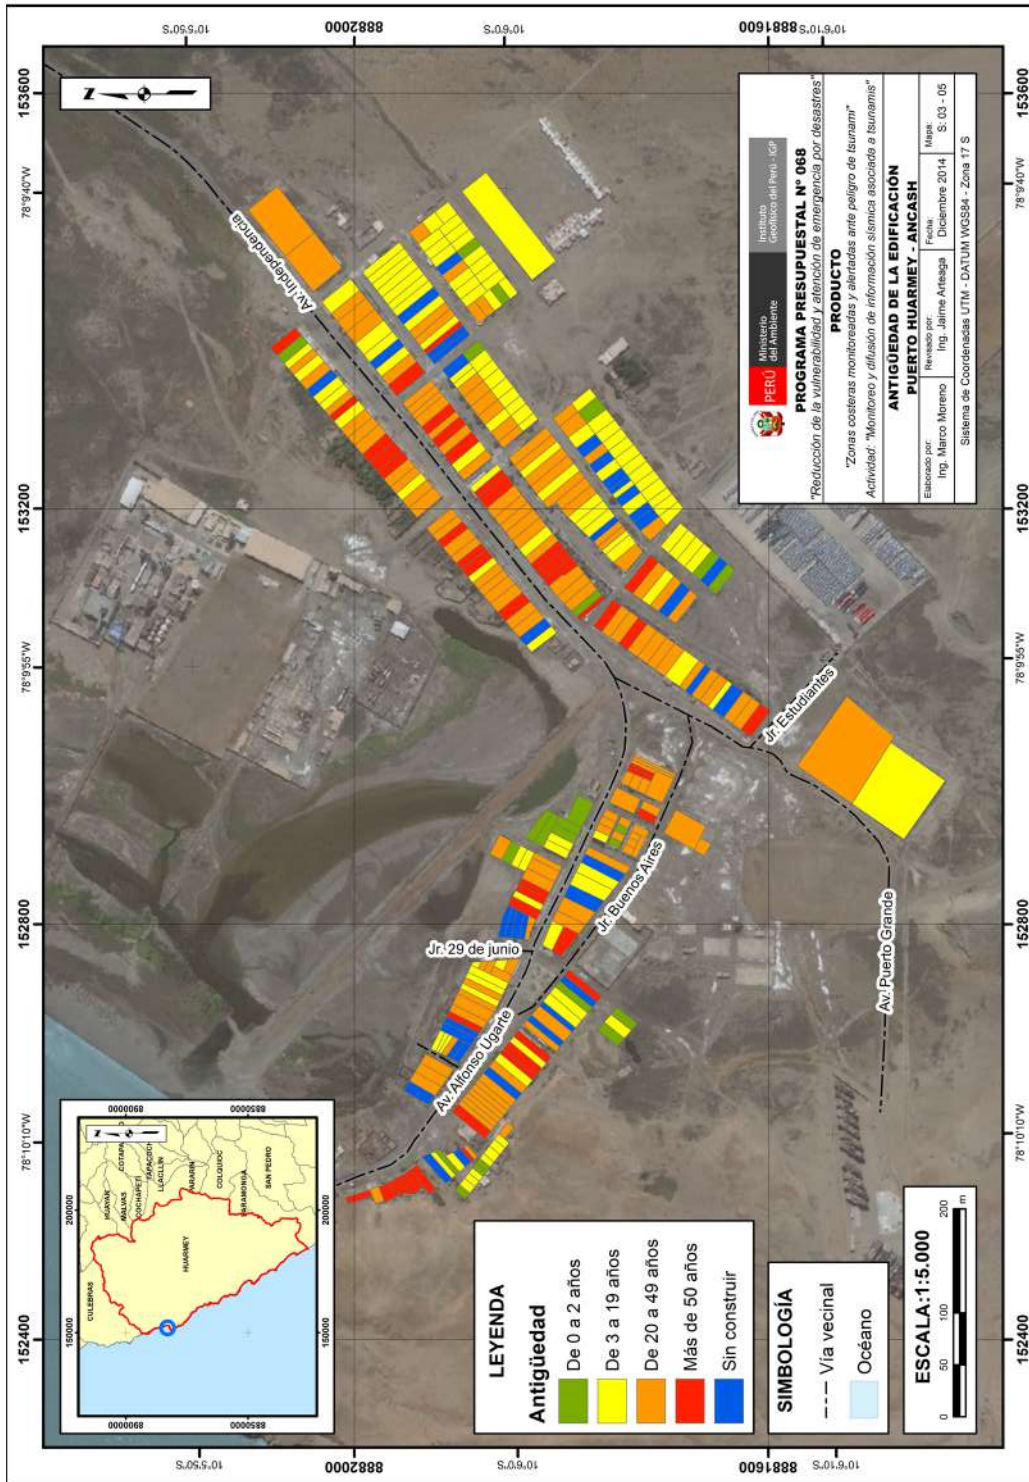 153600
153200
152800
152400
8882000
8881600
78°9'40"W
78°9'55"W
78°10'10"W
10°5'50"S
10°6'0"S
10°6'10"S
N
Av. Independencia
Jr. Estudiantes
Jr. Buenos Aires
Jr. 29 de junio
Av. Alfonso Ugarte
Av. Puerto Grande
PERÚ
Ministerio del Ambiente
Instituto Geofísico del Perú - IGP
PROGRAMA PRESUPUESTAL Nº 068
"Reducción de la vulnerabilidad y atención de emergencia por desastres"
PRODUCTO
"Zonas costeras monitoreadas y alertadas ante peligro de tsunami"
Actividad: "Monitoreo y difusión de información sísmica asociada a tsunamis"
ANTIGÜEDAD DE LA EDIFICACIÓN
PUERTO HUARMEY - ANCASH
Elaborado por: Ing. Marco Moreno
Revisado por: Ing. Jaime Arteaga
Fecha: Diciembre 2014
Mapa: S: 03 - 05
Sistema de Coordenadas UTM - DATUM WGS84 - Zona 17 S
CULEBRAS
HUAYAN
MALVAS
COCHAPETI
LLACLLIN
PARARIN
COLQUIOC
PARAMONGA
SAN PEDRO
HUARMEY
150000
200000
8900000
8850000
LEYENDA
Antigüedad
De 0 a 2 años
De 3 a 19 años
De 20 a 49 años
Más de 50 años
Sin construir
SIMBOLOGÍA
Vía vecinal
Océano
ESCALA:1:5.000
0 50 100 200
m